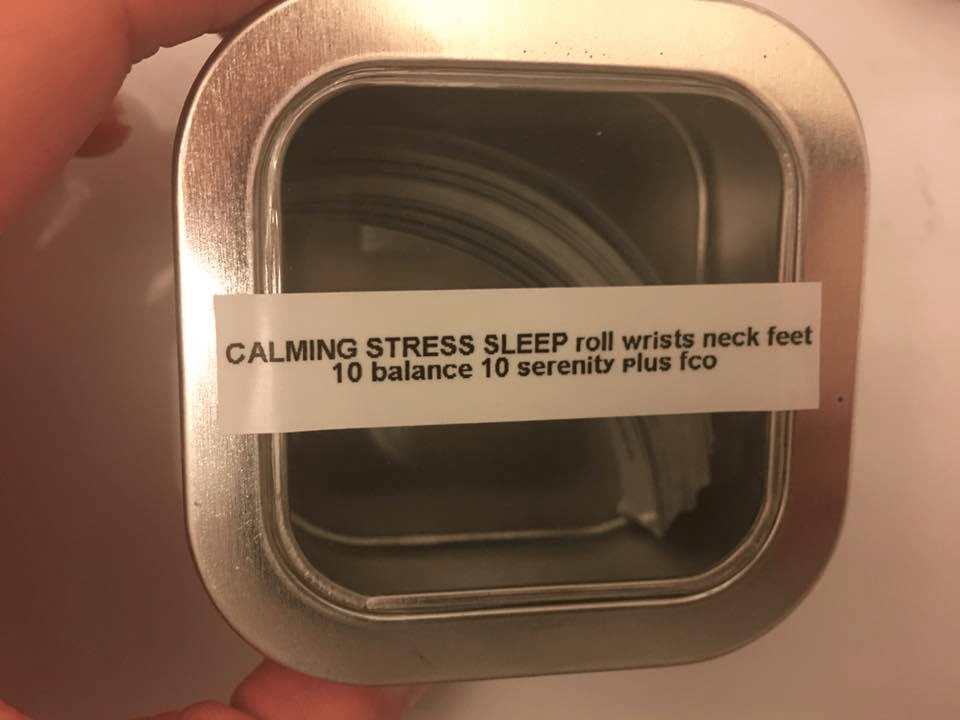 CALMING STRESS SLEEP roll wrists neck feet
10 balance 10 serenity Plus fco